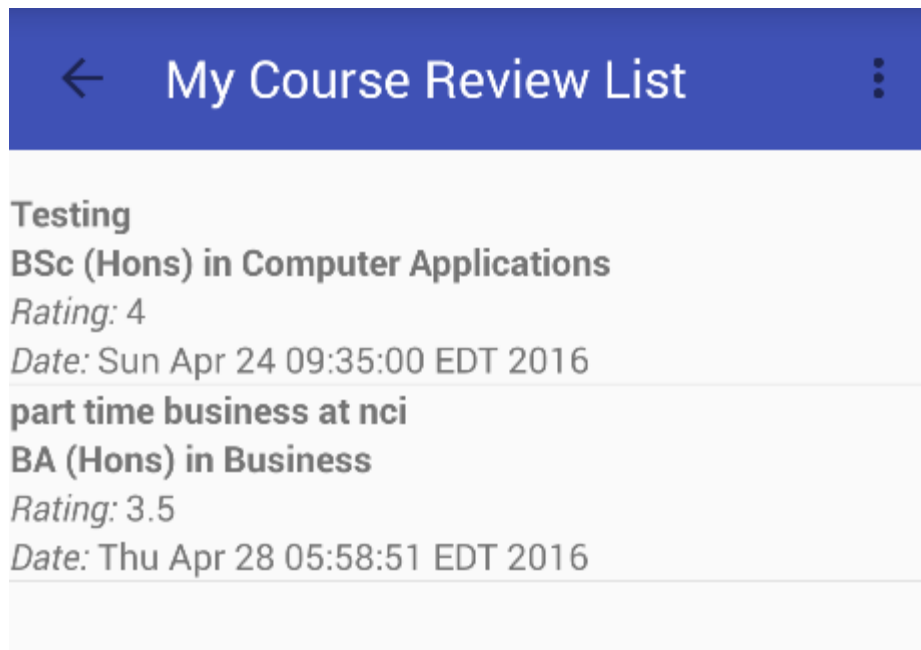 My Course Review List
Testing
BSc (Hons) in Computer Applications
Rating: 4
Date: Sun Apr 24 09:35:00 EDT 2016
part time business at nci
BA (Hons) in Business
Rating: 3.5
Date: Thu Apr 28 05:58:51 EDT 2016